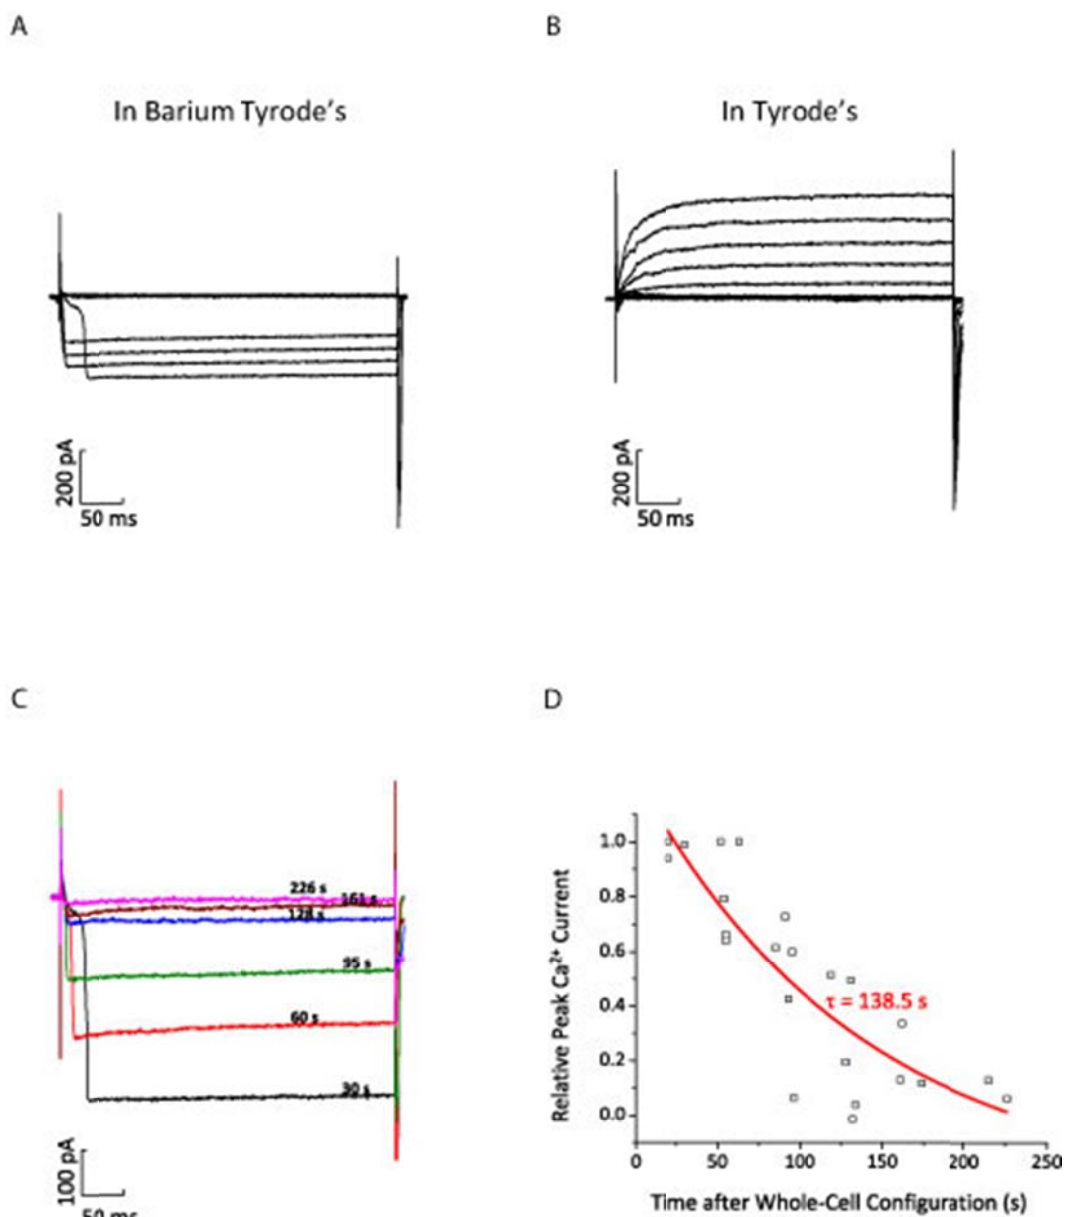 A
B
In Barium Tyrode's
In Tyrode's
200 pA
50 ms
200 pA
50 ms
C
D
226 s
161 s
128 s
95 s
60 s
30 s
100 pA
50 ms
Relative Peak Ca²⁺ Current
1.0
0.8
0.6
0.4
0.2
0.0
τ = 138.5 s
0 50 100 150 200 250
Time after Whole-Cell Configuration (s)